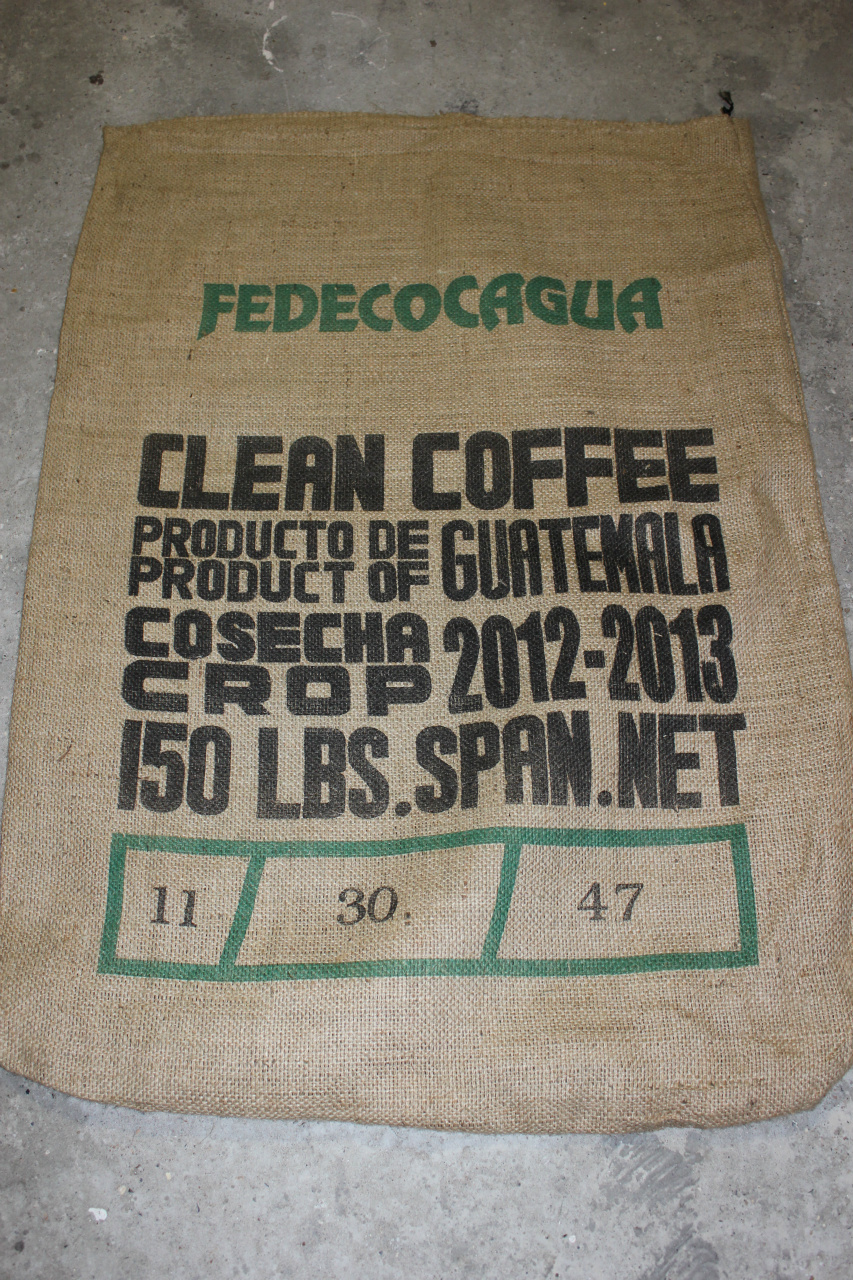 FEDECOCAGUA
CLEAN COFFEE
PRODUCTO DE
PRODUCT OF GUATEMALA
COSECHA
CROP 2012-2013
150 LBS.SPAN.NET
11 30. 47